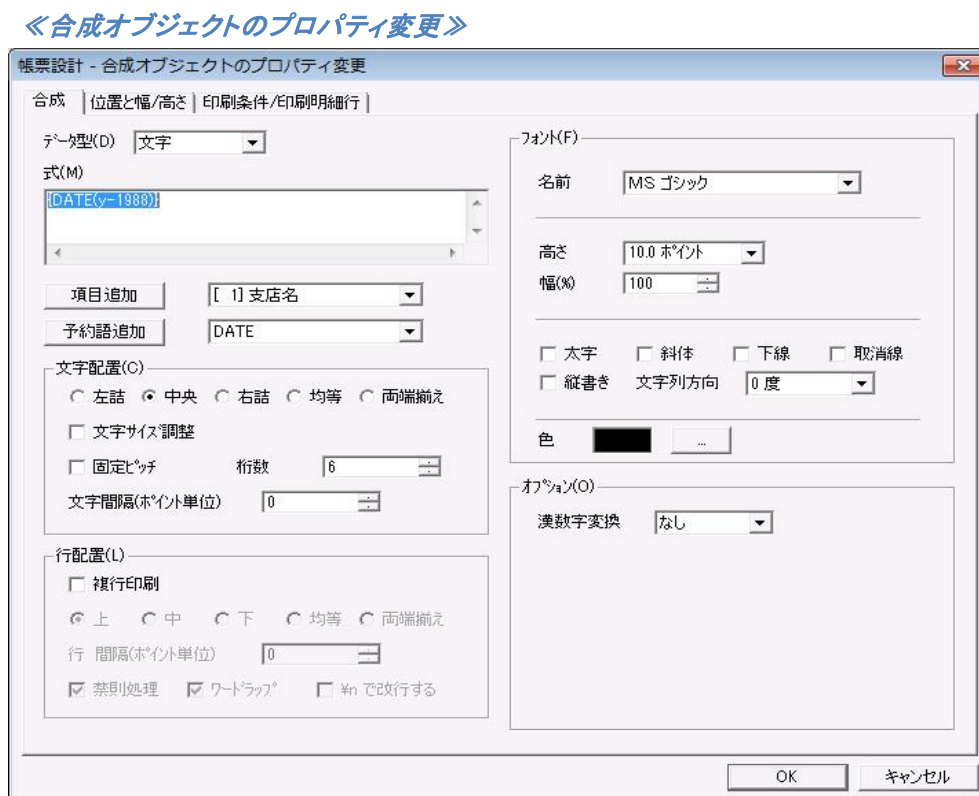 ≪合成オブジェクトのプロパティ変更≫
帳票設計 - 合成オブジェクトのプロパティ変更
合成 位置と幅/高さ 印刷条件/印刷明細行
データ型(D) 文字
式(M)
{DATE(y-1988)}
項目追加 [ 1] 支店名
予約語追加 DATE
文字配置(C)
左詰 中央 右詰 均等 両端揃え
文字サイズ調整
固定ピッチ 桁数 6
文字間隔(ポイント単位) 0
行配置(L)
複行印刷
上 中 下 均等 両端揃え
行 間隔(ポイント単位) 0
禁則処理 ワードラップ ¥n で改行する
フォント(F)
名前 MS ゴシック
高さ 10.0 ポイント
幅(%) 100
太字 斜体 下線 取消線
縦書き 文字列方向 0 度
色 ...
オプション(O)
漢数字変換 なし
OK キャンセル